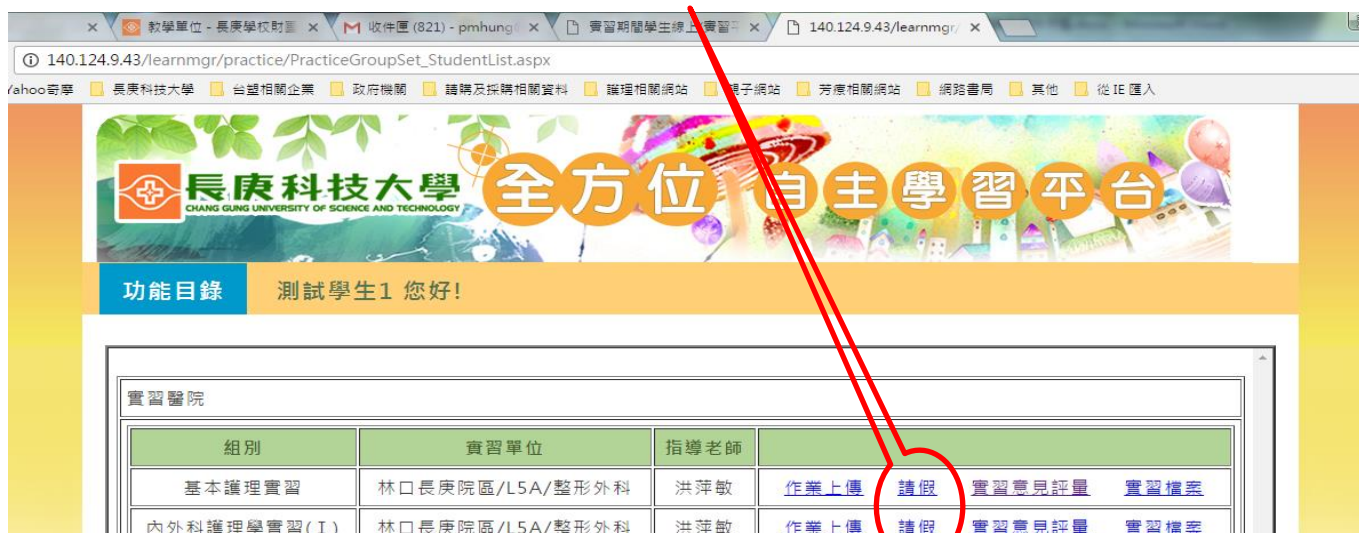 教學單位 - 長庚學校財 收件匣 (821) - pmhung 實習期間學生線上 實習 140.124.9.43/learnmgr/
140.124.9.43/learnmgr/practice/PracticeGroupSet_StudentList.aspx
Yahoo奇摩 長庚科技大學 台塑相關企業 政府機關 請購及採購相關資料 護理相關網站 親子網站 芳療相關網站 網路書局 其他 從 IE 匯入
長庚科技大學 全方位 自主學習平台
CHANG GUNG UNIVERSITY OF SCIENCE AND TECHNOLOGY
功能目錄 測試學生1 您好!
實習醫院
組別 實習單位 指導老師
基本護理實習 林口長庚院區/L5A/整形外科 洪萍敏 作業上傳 請假 實習意見評量 實習檔案
內外科護理學實習(I) 林口長庚院區/L5A/整形外科 洪萍敏 作業上傳 請假 實習意見評量 實習檔案